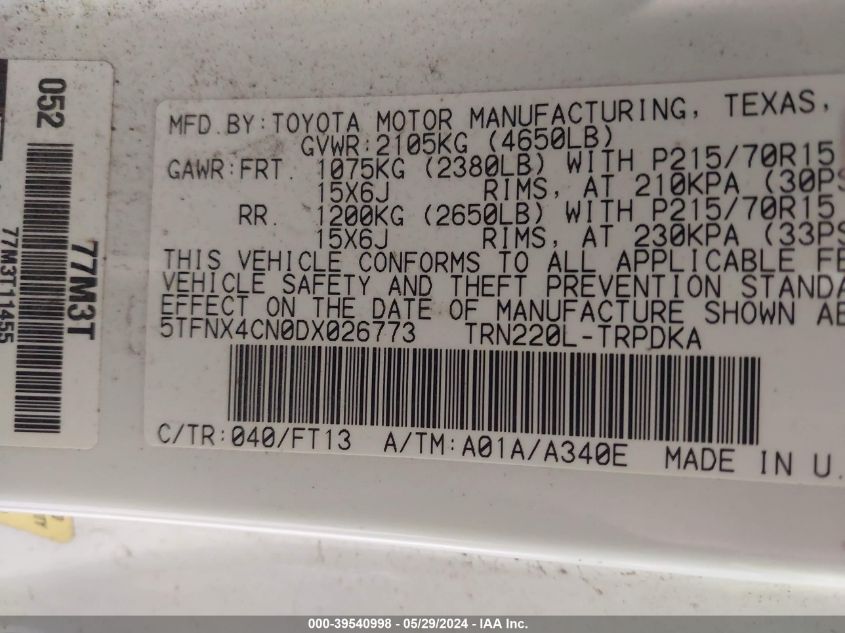 052
77M3T
77M3T11455
MFD. BY: TOYOTA MOTOR MANUFACTURING, TEXAS,
GVWR: 2105KG (4650LB)
GAWR: FRT. 1075KG (2380LB) WITH P215/70R15
15X6J RIMS, AT 210KPA (30PS
RR. 1200KG (2650LB) WITH P215/70R15
15X6J RIMS, AT 230KPA (33PS
THIS VEHICLE CONFORMS TO ALL APPLICABLE FE
VEHICLE SAFETY AND THEFT PREVENTION STANDA
EFFECT ON THE DATE OF MANUFACTURE SHOWN AB
5TFNX4CN0DX026773 TRN220L-TRPDKA
C/TR: 040/FT13 A/TM: A01A/A340E MADE IN U.
000-39540998 - 05/29/2024 - IAA Inc.